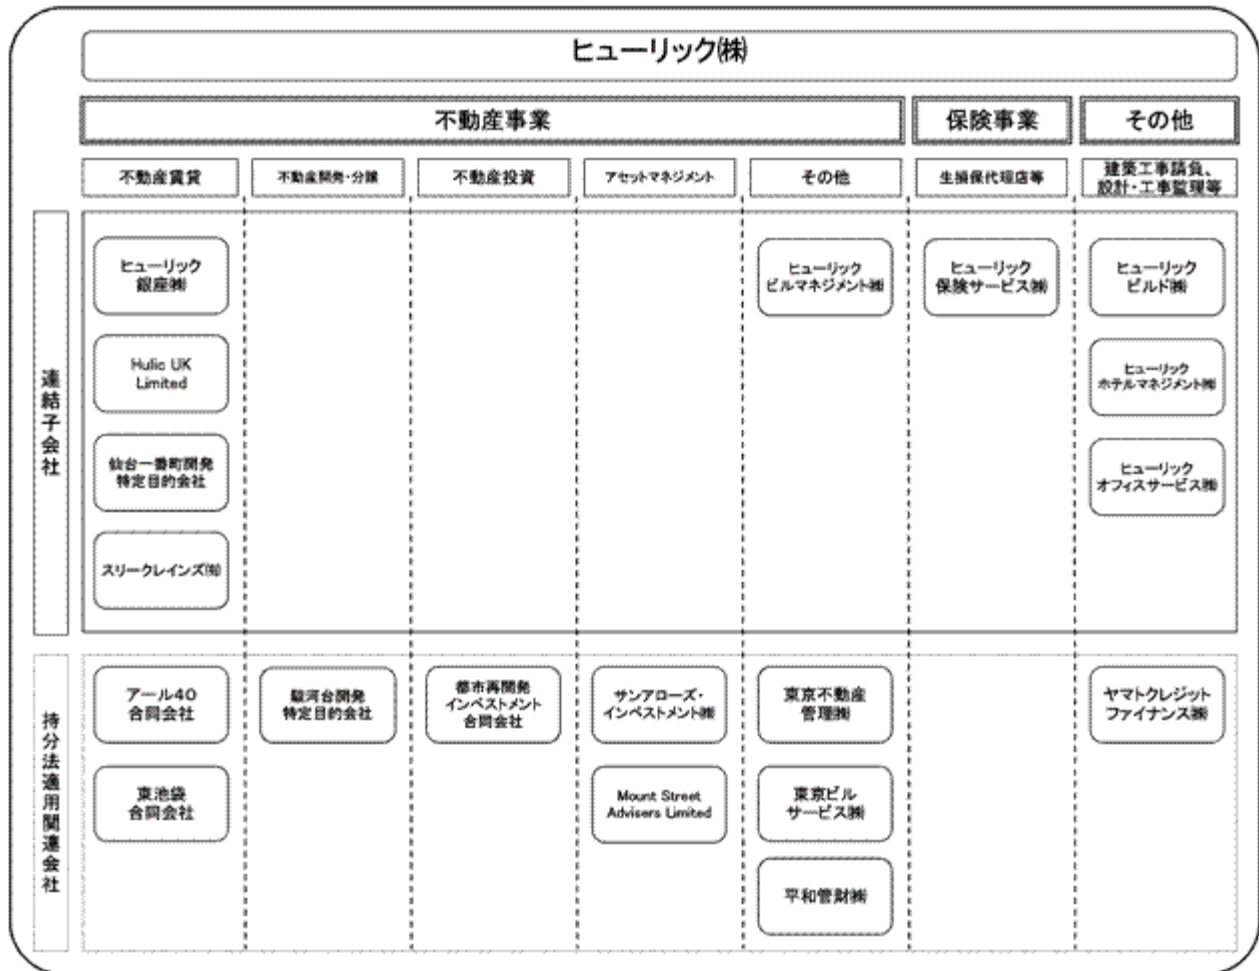 ヒューリック㈱
不動産事業
保険事業
その他
不動産賃貸
不動産開発・分譲
不動産投資
アセットマネジメント
その他
生損保代理店等
建築工事請負、
設計・工事監理等
連結子会社
ヒューリック
銀座㈱
ヒューリック
ビルマネジメント㈱
ヒューリック
保険サービス㈱
ヒューリック
ビルド㈱
Hulic UK
Limited
ヒューリック
ホテルマネジメント㈱
仙台一番町開発
特定目的会社
ヒューリック
オフィスサービス㈱
スリークレインズ㈲
持分法適用関連会社
アール40
合同会社
駿河台開発
特定目的会社
都市再開発
インベストメント
合同会社
サンアローズ・
インベストメント㈱
東京不動産
管理㈱
ヤマトクレジット
ファイナンス㈱
東池袋
合同会社
Mount Street
Advisers Limited
東京ビル
サービス㈱
平和管財㈱